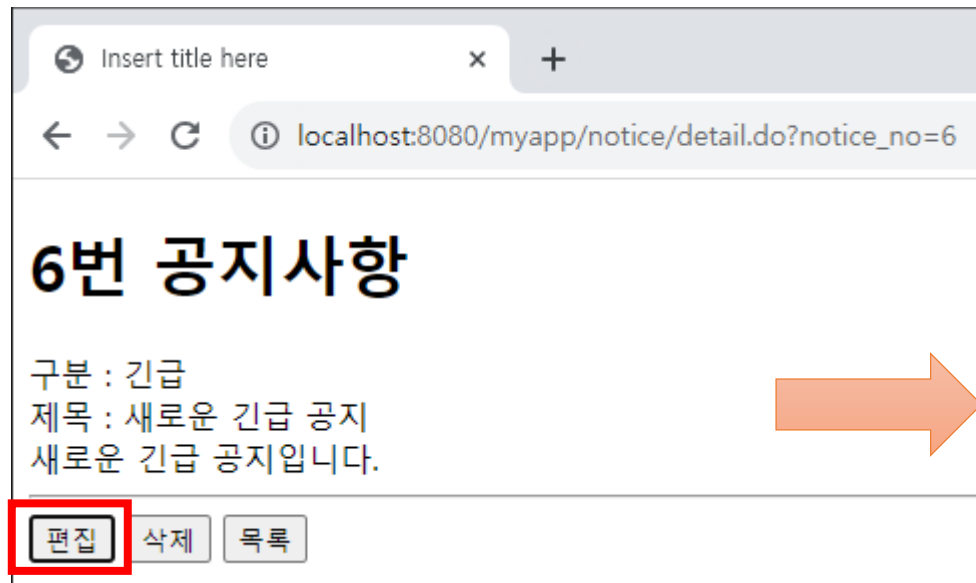 Insert title here
localhost:8080/myapp/notice/detail.do?notice_no=6
6번 공지사항
구분 : 긴급
제목 : 새로운 긴급 공지
새로운 긴급 공지입니다.
편집 삭제 목록